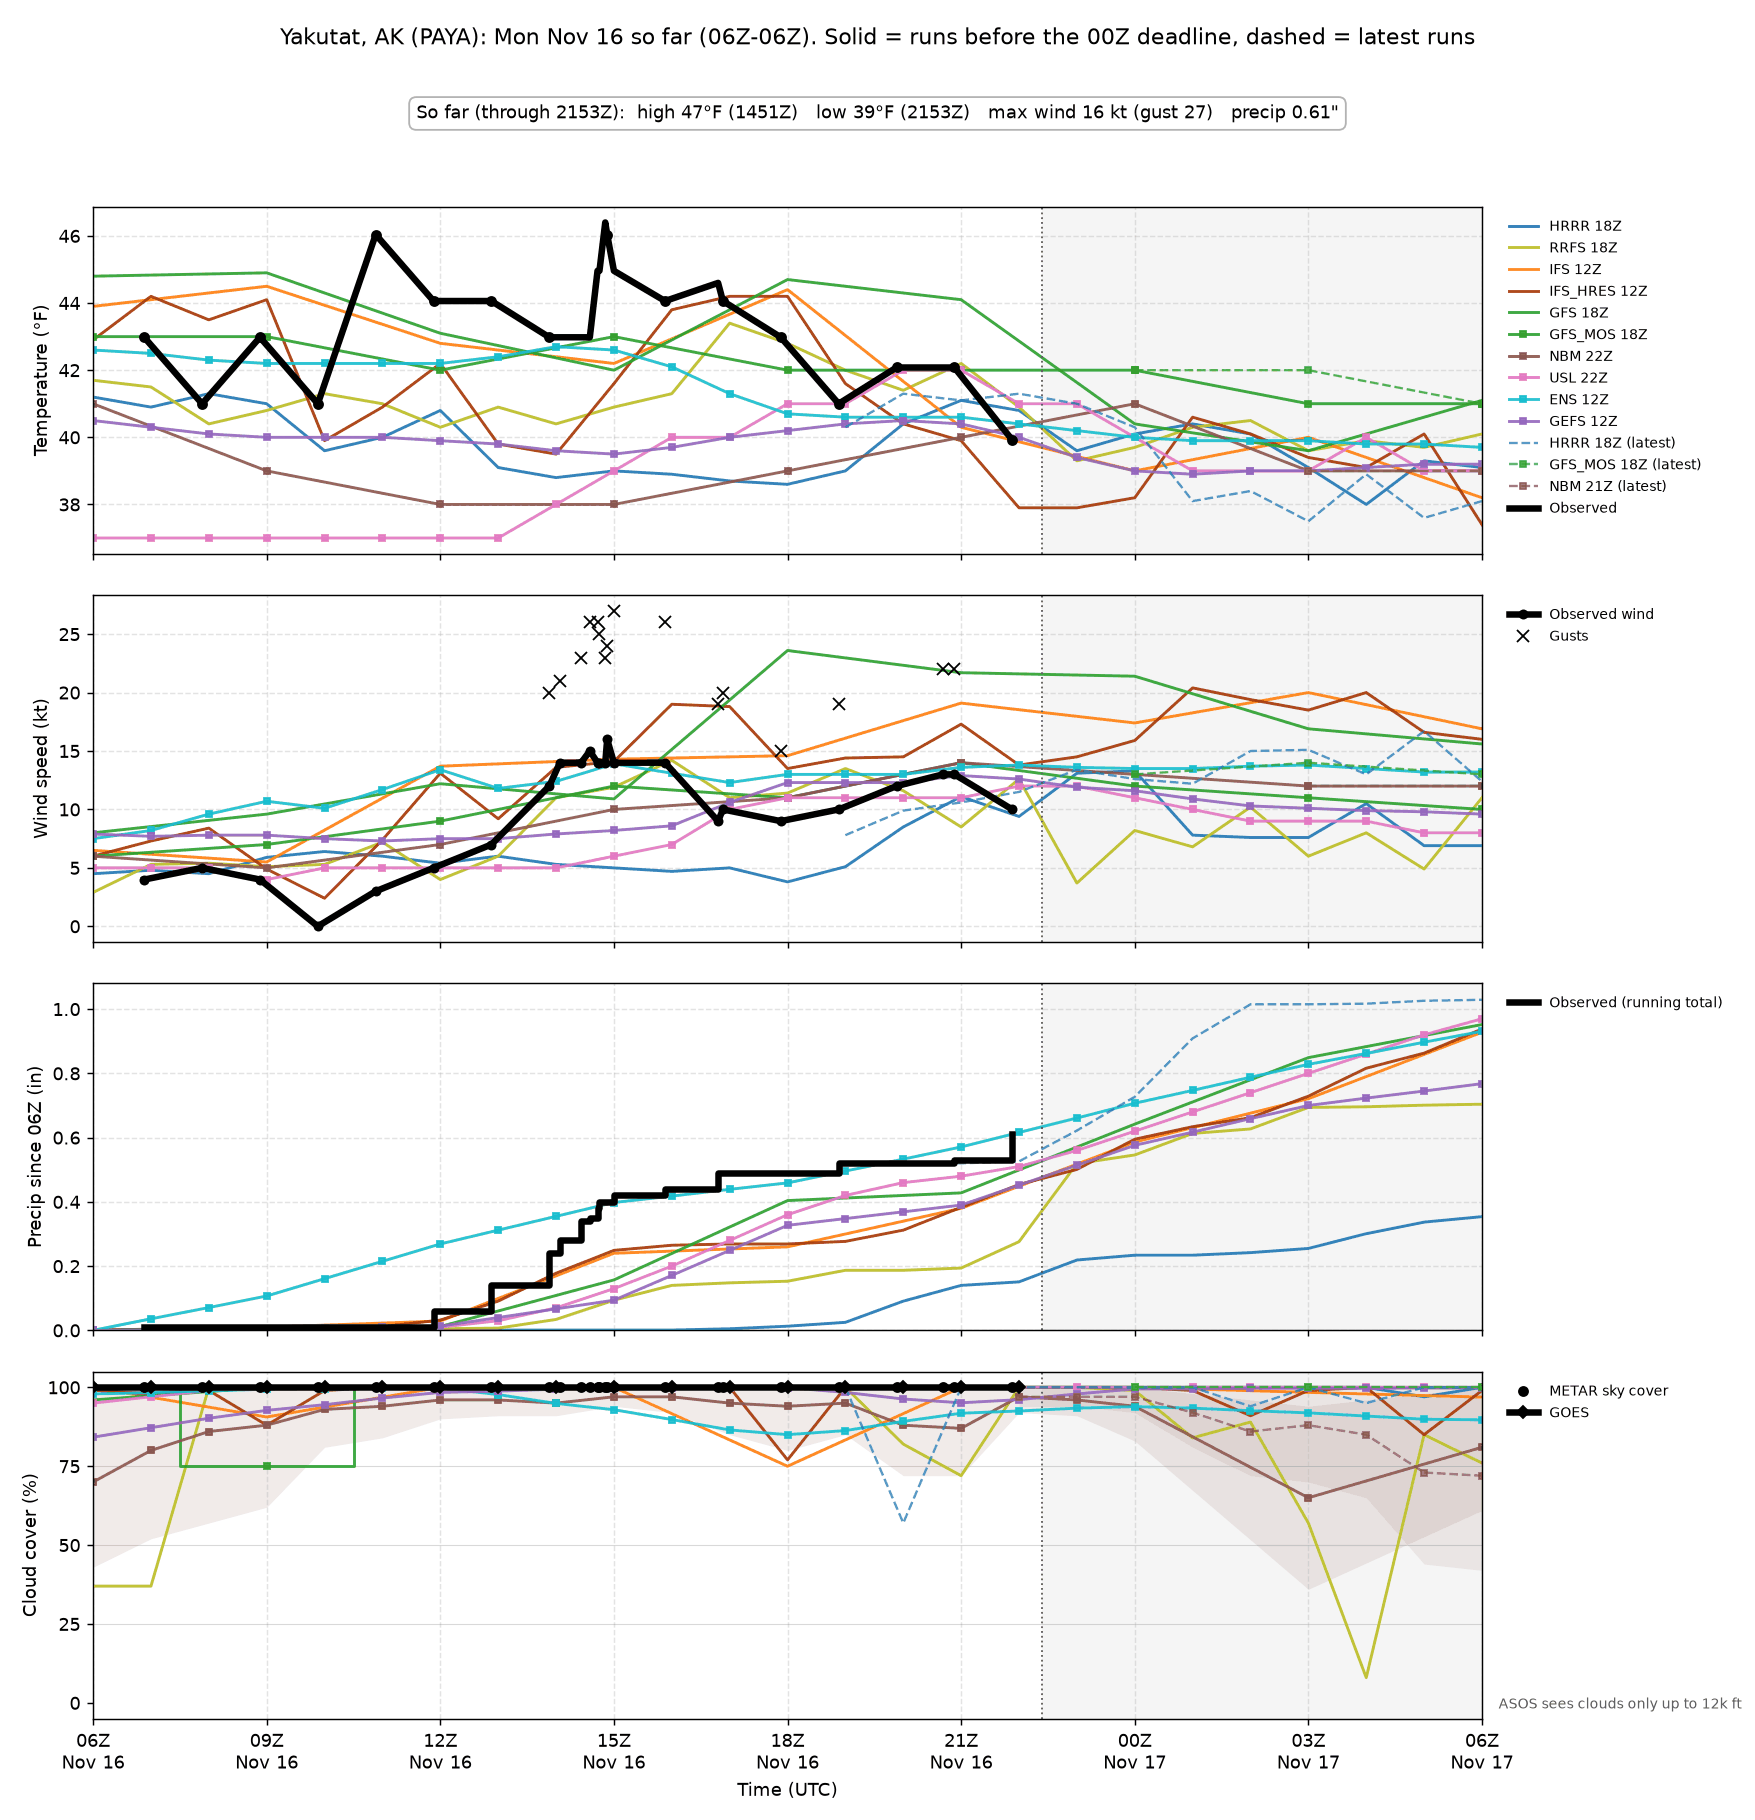 Yakutat, AK (PAYA): Mon Nov 16 so far (06Z-06Z). Solid = runs before the 00Z deadline, dashed = latest runs
So far (through 2153Z):  high 47°F (1451Z)   low 39°F (2153Z)   max wind 16 kt (gust 27)   precip 0.61"
Temperature (°F)
46
44
42
40
38
HRRR 18Z
RRFS 18Z
IFS 12Z
IFS_HRES 12Z
GFS 18Z
GFS_MOS 18Z
NBM 22Z
USL 22Z
ENS 12Z
GEFS 12Z
HRRR 18Z (latest)
GFS_MOS 18Z (latest)
NBM 21Z (latest)
Observed
Wind speed (kt)
25
20
15
10
5
0
Observed wind
Gusts
Precip since 06Z (in)
1.0
0.8
0.6
0.4
0.2
0.0
Observed (running total)
Cloud cover (%)
100
75
50
25
0
METAR sky cover
GOES
ASOS sees clouds only up to 12k ft
06Z 09Z 12Z 15Z 18Z 21Z 00Z 03Z 06Z
Nov 16 Nov 16 Nov 16 Nov 16 Nov 16 Nov 16 Nov 17 Nov 17 Nov 17
Time (UTC)